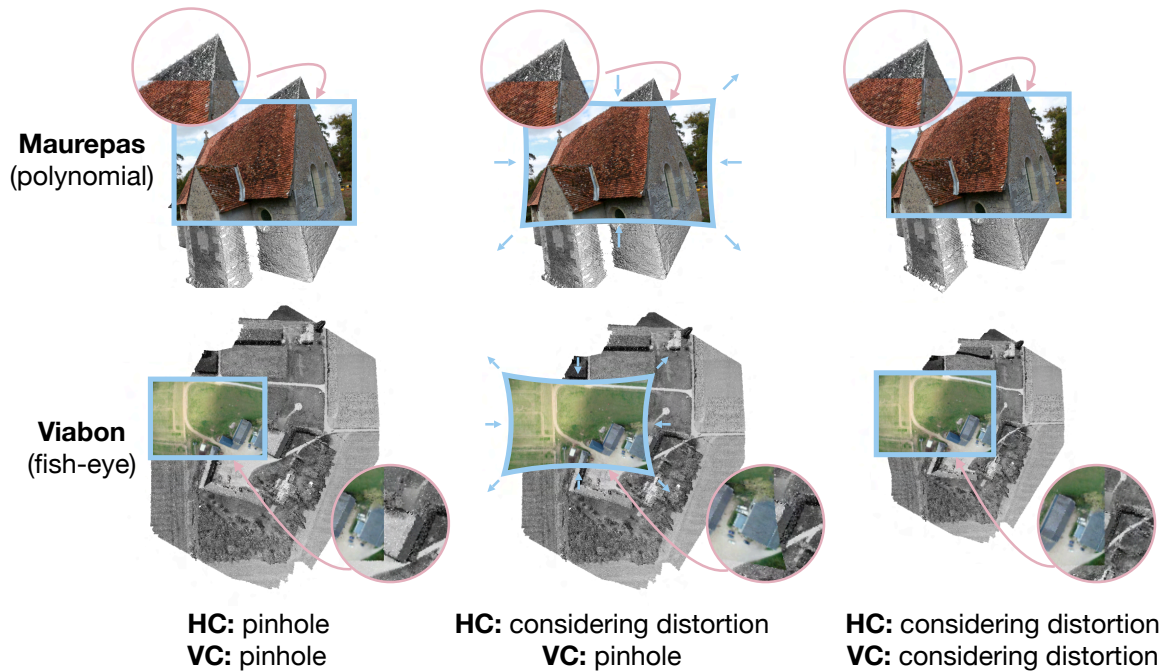 Maurepas
(polynomial)
Viabon
(fish-eye)
HC: pinhole
VC: pinhole
HC: considering distortion
VC: pinhole
HC: considering distortion
VC: considering distortion